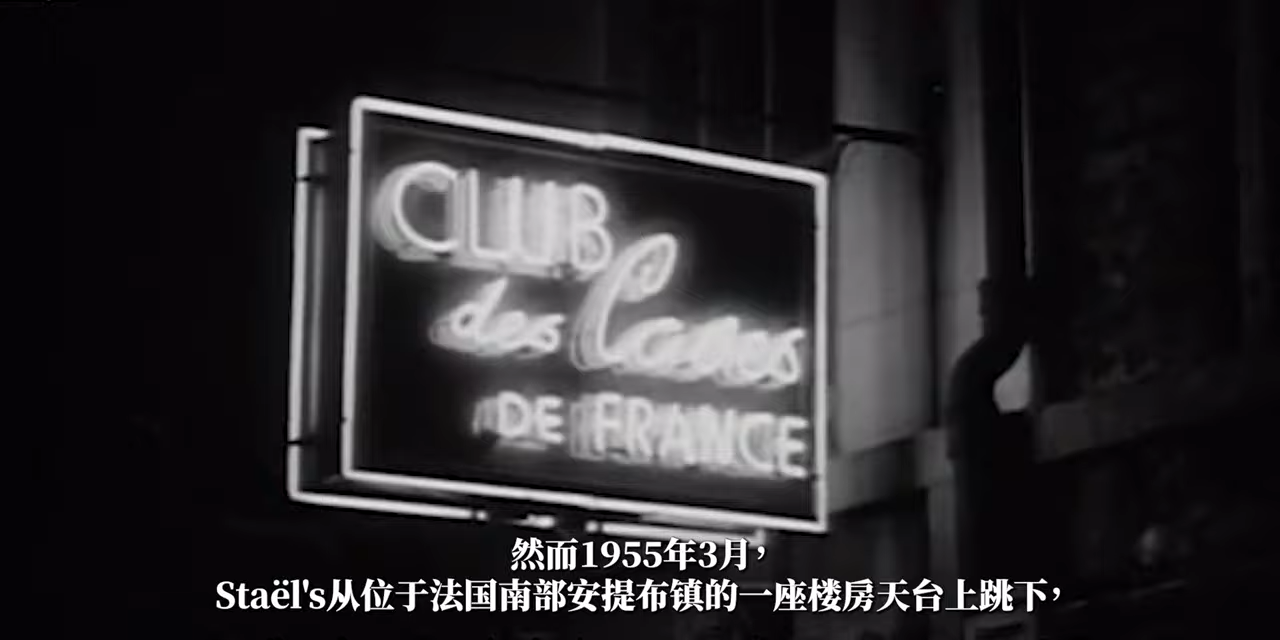 CLUB
des Caves
DE FRANCE
然而1955年3月，
Staël's从位于法国南部安提布镇的一座楼房天台上跳下，